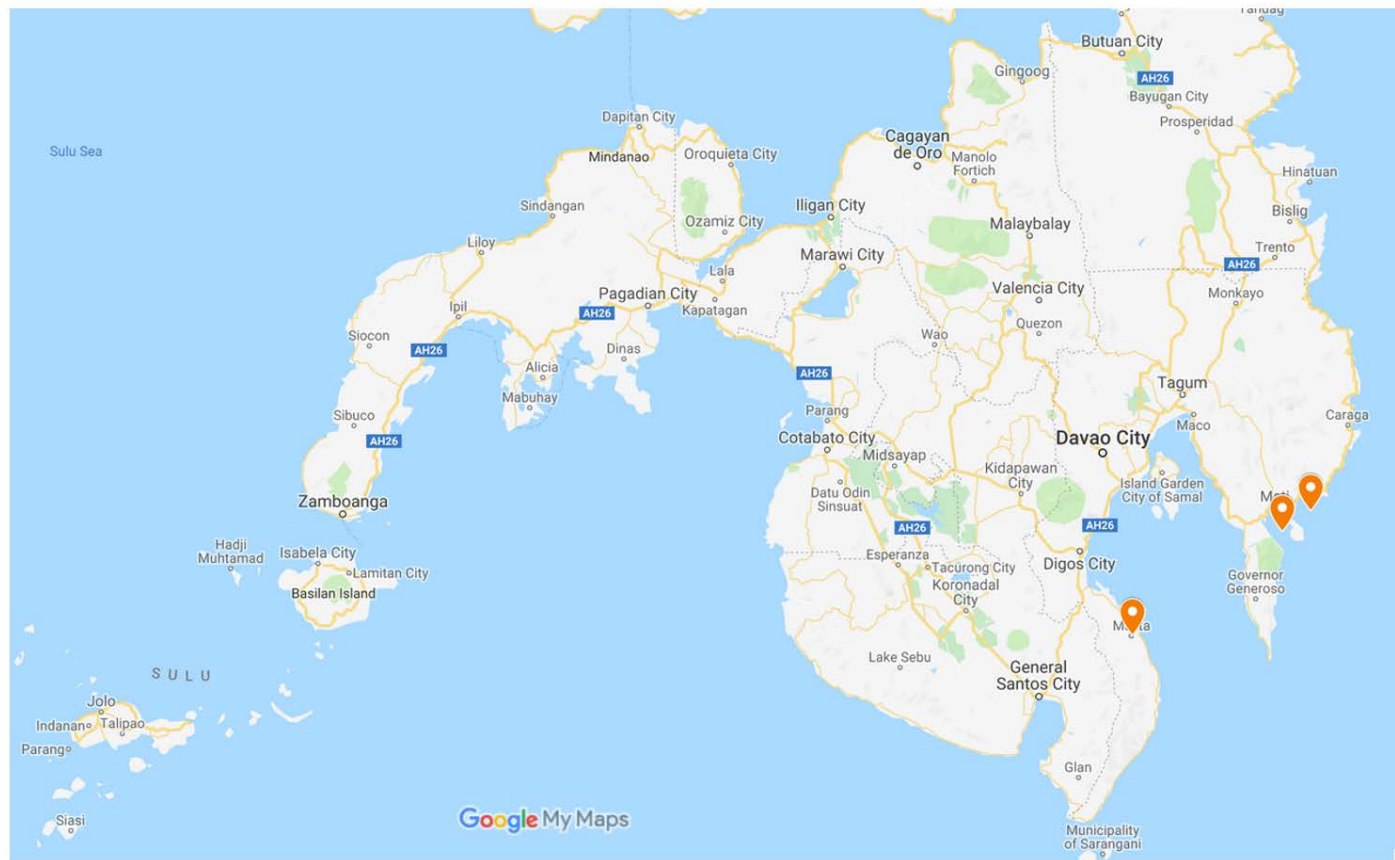 Tandag
Butuan City
Gingoog
AH26
Bayugan City
Dapitan City
Prosperidad
Cagayan
de Oro
Sulu Sea
Mindanao
Oroquieta City
Manolo
Fortich
Hinatuan
Sindangan
Iligan City
Ozamiz City
Malaybalay
Bislig
Liloy
Marawi City
Trento
Lala
AH26
Pagadian City
Kapatagan
Valencia City
Monkayo
Ipil
AH26
Quezon
Siocon
AH26
Dinas
Wao
Alicia
AH26
Tagum
Mabuhay
Sibuco
Parang
Maco
Caraga
AH26
Cotabato City
Davao City
Midsayap
Kidapawan
City
Island Garden
City of Samal
Datu Odin
Sinsuat
Zamboanga
AH26
AH26
Hadji
Muhtamad
Isabela City
Lamitan City
Esperanza
Tacurong City
Digos City
Basilan Island
Koronadal
City
Governor
Generoso
Lake Sebu
General
Santos City
SULU
Jolo
Indanan
Talipao
Parang
Glan
Siasi
Google My Maps
Municipality
of Sarangani